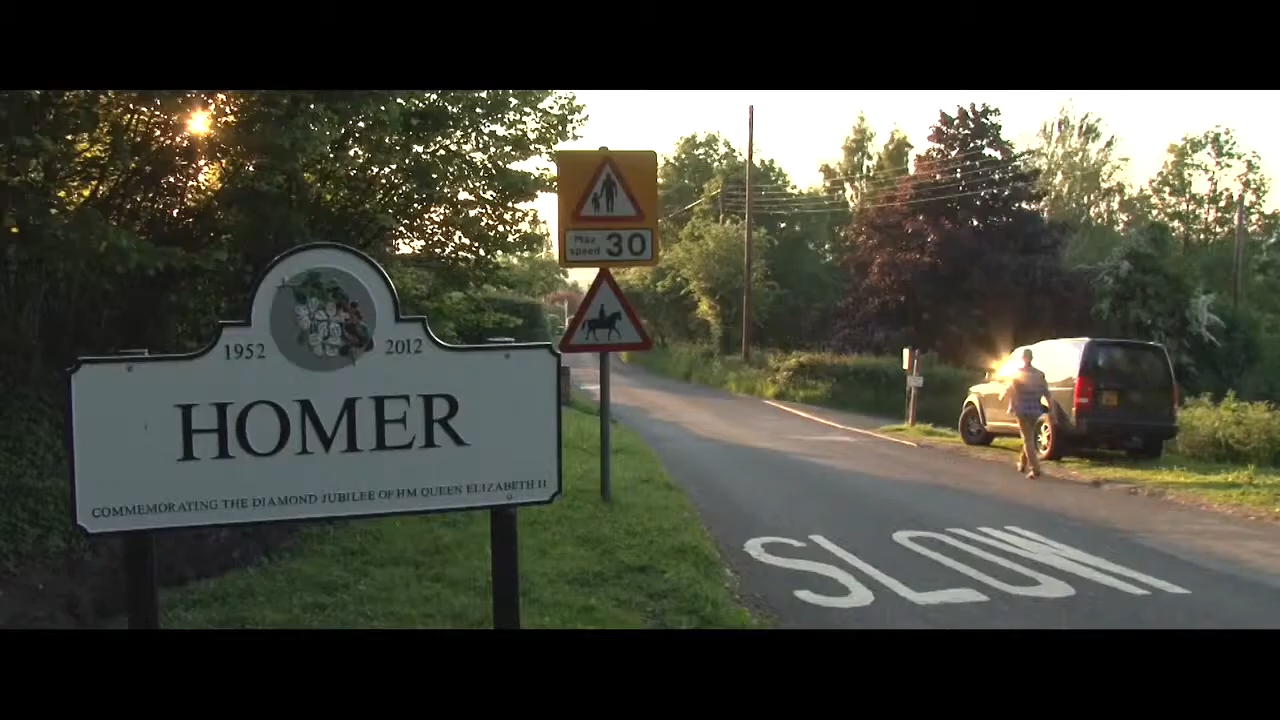 1952 2012
HOMER
COMMEMORATING THE DIAMOND JUBILEE OF HM QUEEN ELIZABETH II
Max
speed 30
SLOW